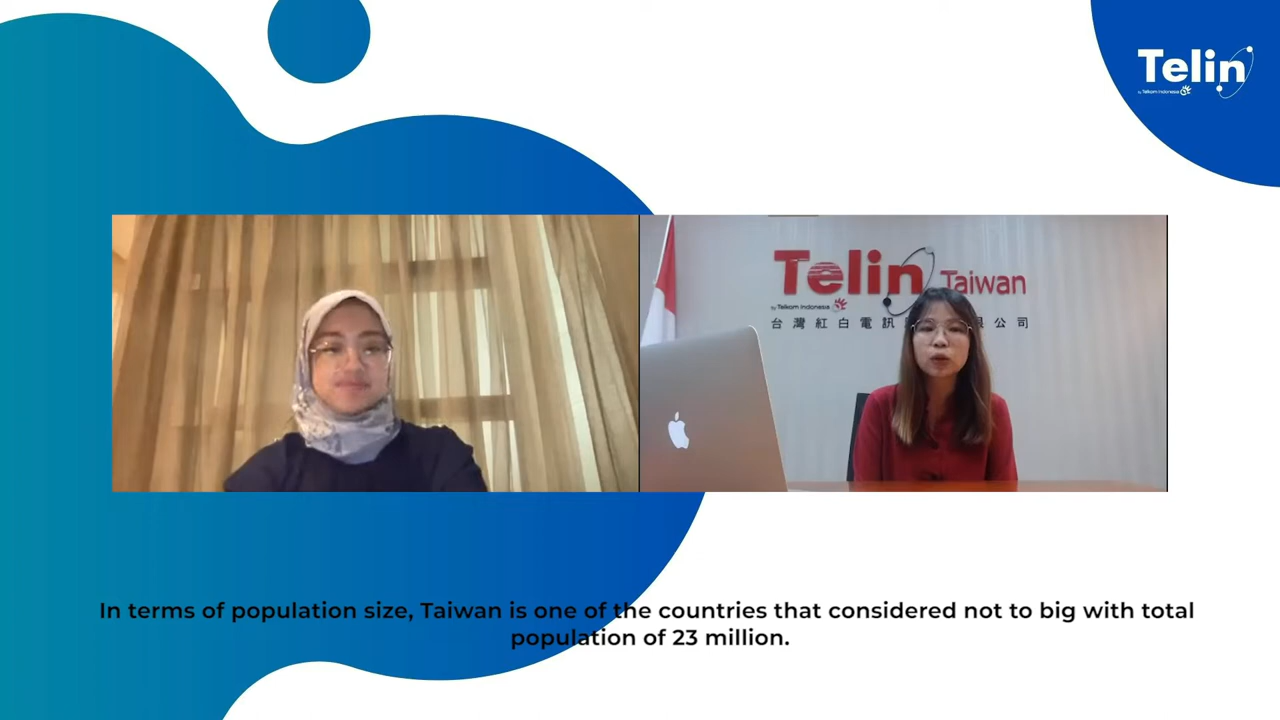 Telin
by Telkom Indonesia
Telin Taiwan
by Telkom Indonesia
台灣紅白電訊 限公司
In terms of population size, Taiwan is one of the countries that considered not to big with total
population of 23 million.